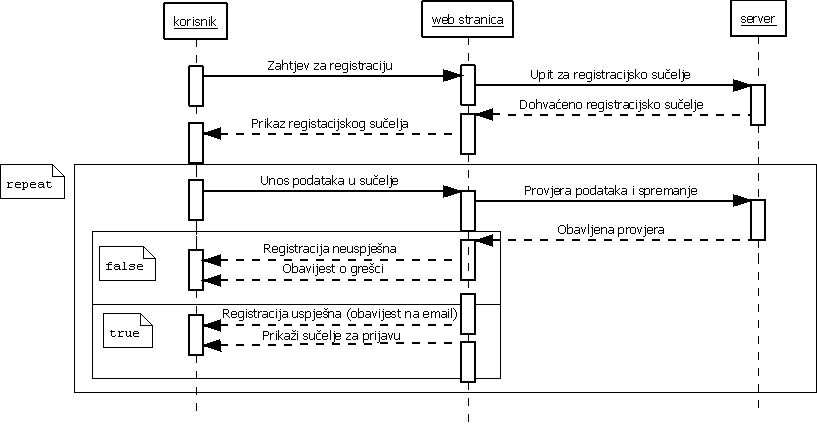 korisnik
web stranica
server
Zahtjev za registraciju
Upit za registracijsko sučelje
Dohvaćeno registracijsko sučelje
Prikaz registacijskog sučelja
repeat
Unos podataka u sučelje
Provjera podataka i spremanje
Obavljena provjera
false
Registracija neuspješna
Obavijest o grešci
true
Registracija uspješna (obavijest na email)
Prikaži sučelje za prijavu